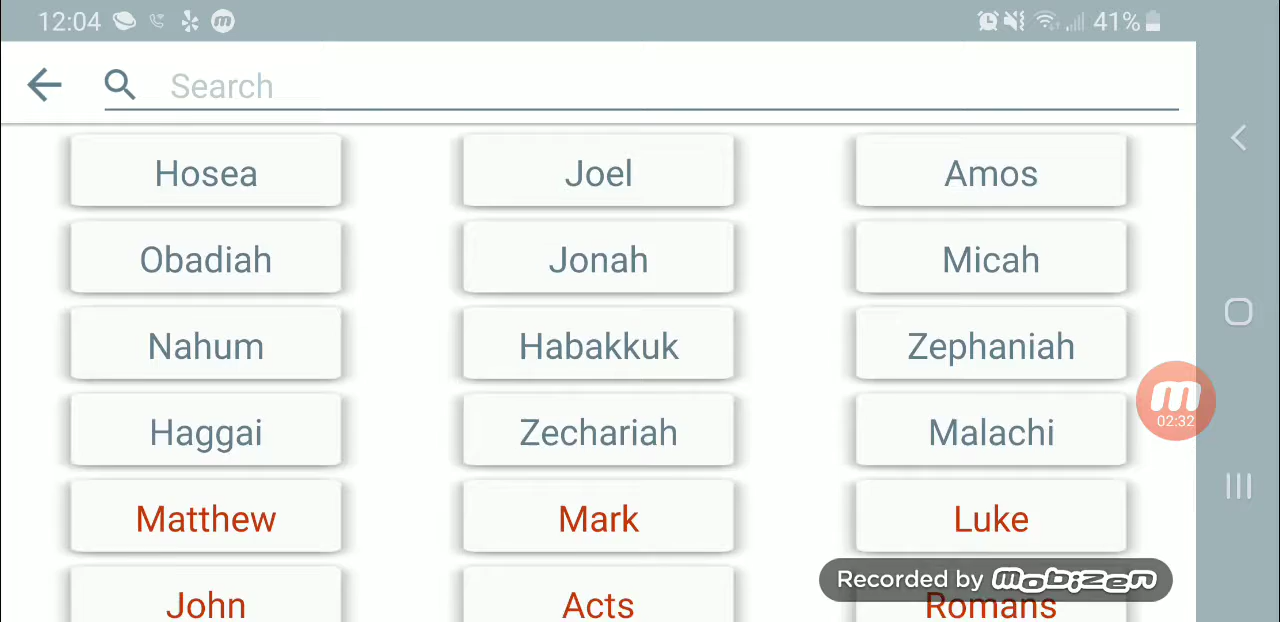 12:04 41%
Search
Hosea Joel Amos
Obadiah Jonah Micah
Nahum Habakkuk Zephaniah
Haggai Zechariah Malachi
Matthew Mark Luke
John Acts Romans
m
02:32
Recorded by mobizen